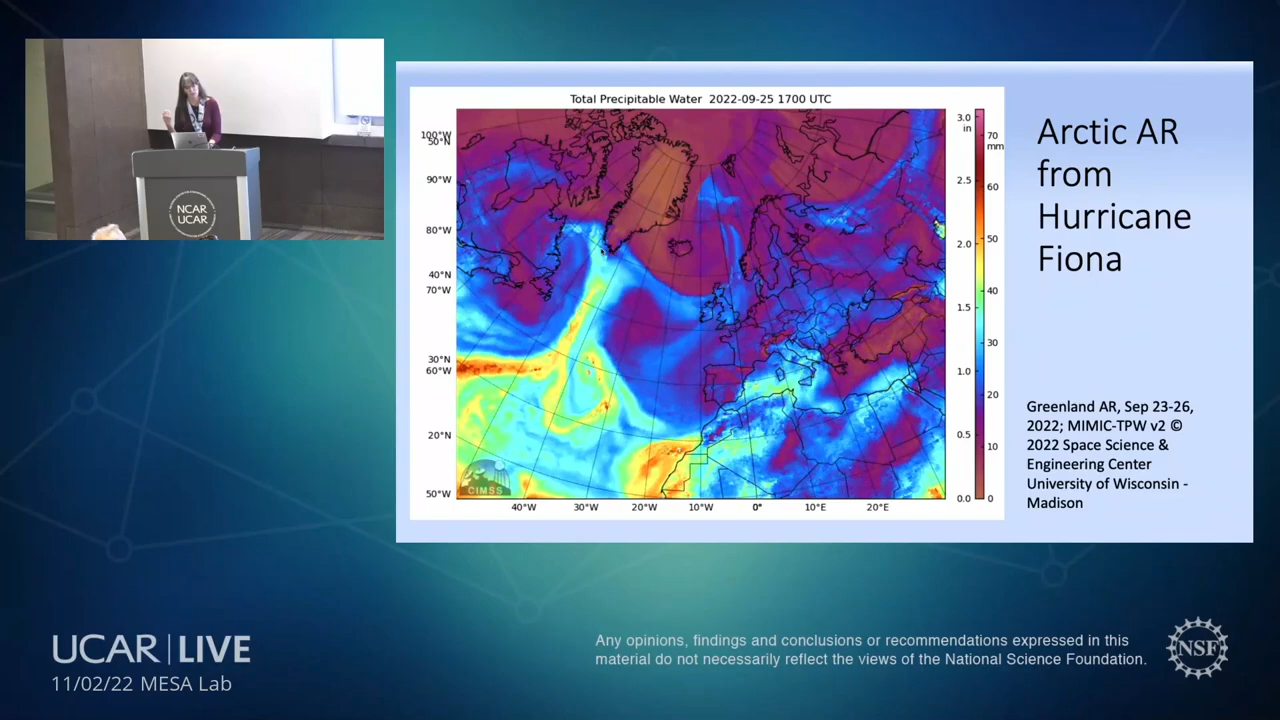 NCAR
UCAR
Total Precipitable Water 2022-09-25 1700 UTC
100°W
50°N
90°W
80°W
40°N
70°W
30°N
60°W
20°N
50°W
40°W
30°W
20°W
10°W
0°
10°E
20°E
3.0
in
2.5
2.0
1.5
1.0
0.5
0.0
70
mm
60
50
40
30
20
10
0
CIMSS
Arctic AR
from
Hurricane
Fiona
Greenland AR, Sep 23-26,
2022; MIMIC-TPW v2 ©
2022 Space Science &
Engineering Center
University of Wisconsin -
Madison
UCAR | LIVE
11/02/22 MESA Lab
Any opinions, findings and conclusions or recommendations expressed in this
material do not necessarily reflect the views of the National Science Foundation.
NSF